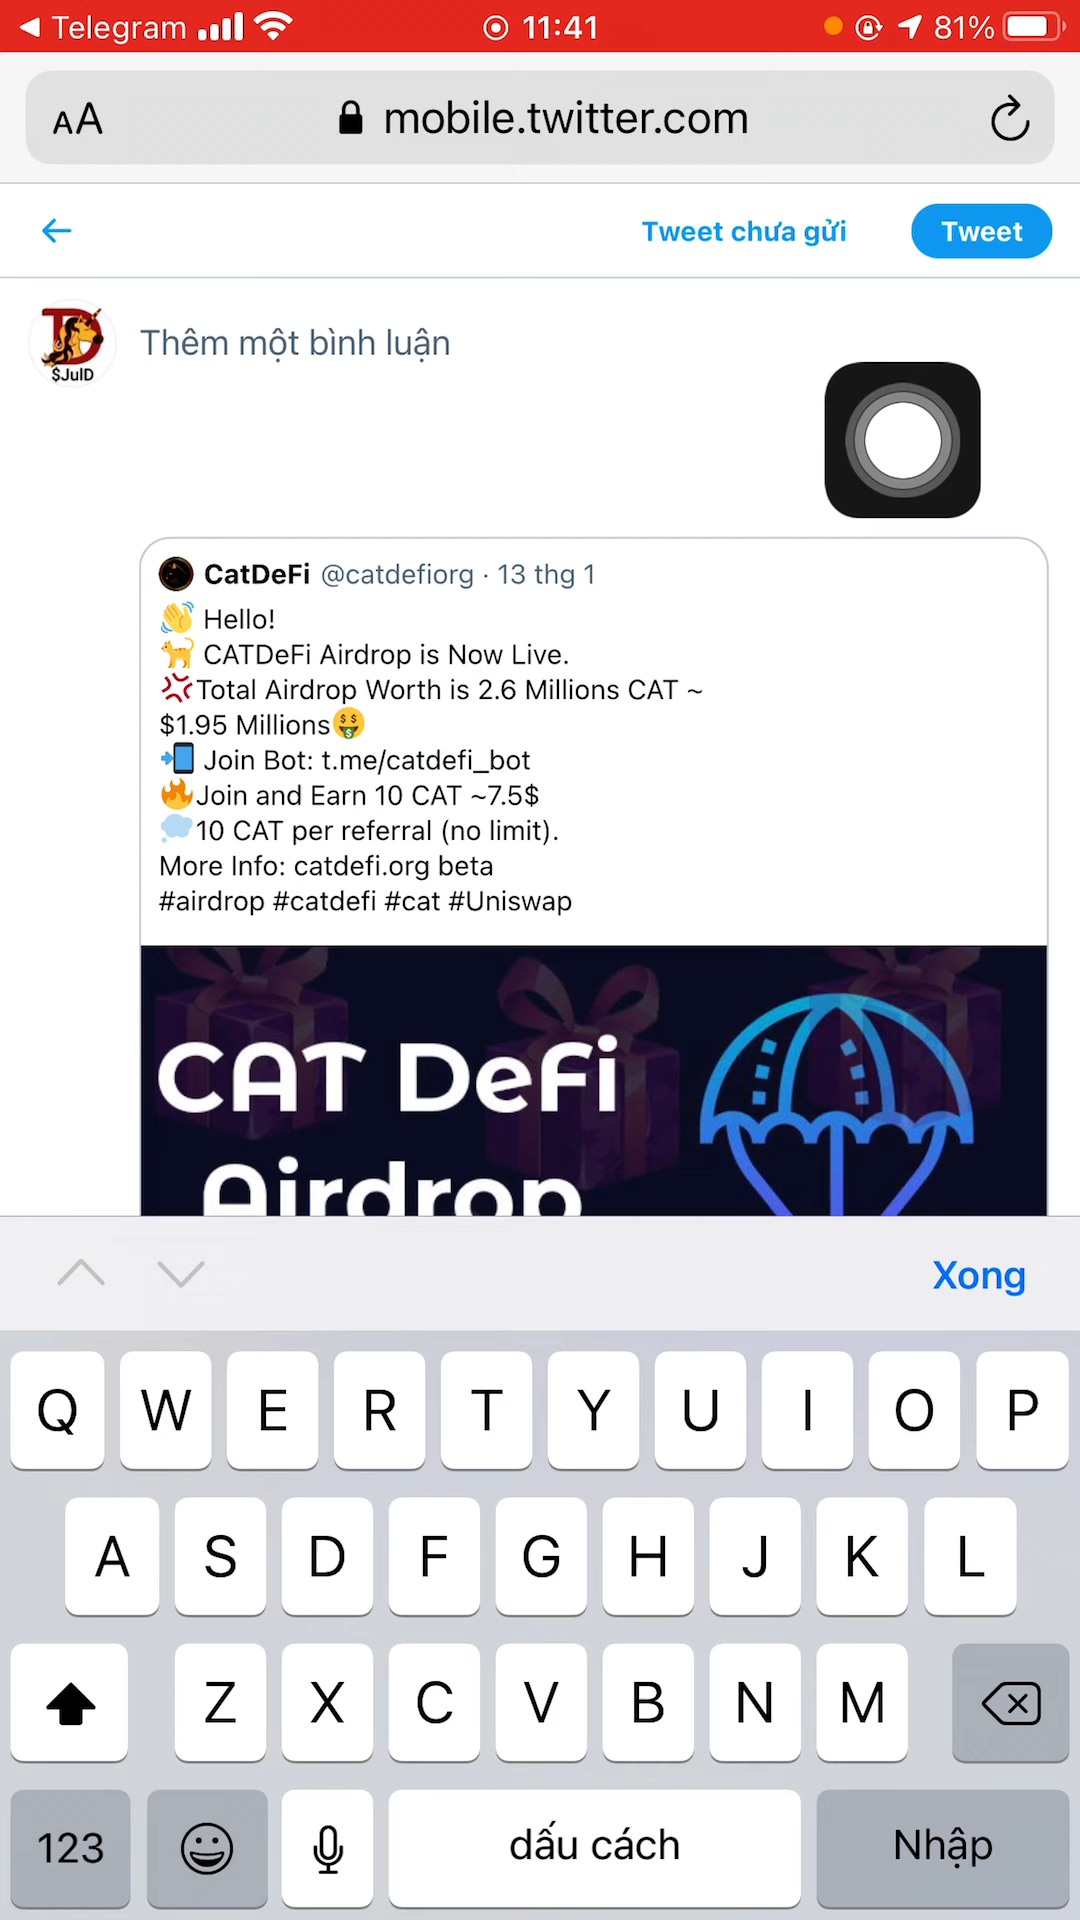 Telegram 11:41 81%
AA mobile.twitter.com
Tweet chưa gửi Tweet
$JulD
Thêm một bình luận
CatDeFi @catdefiorg · 13 thg 1
👋 Hello!
🐈 CATDeFi Airdrop is Now Live.
💢Total Airdrop Worth is 2.6 Millions CAT ~
$1.95 Millions🤑
📲 Join Bot: t.me/catdefi_bot
🔥Join and Earn 10 CAT ~7.5$
💭10 CAT per referral (no limit).
More Info: catdefi.org beta
#airdrop #catdefi #cat #Uniswap
CAT DeFi
Airdrop
Xong
Q W E R T Y U I O P
A S D F G H J K L
Z X C V B N M
123 dấu cách Nhập